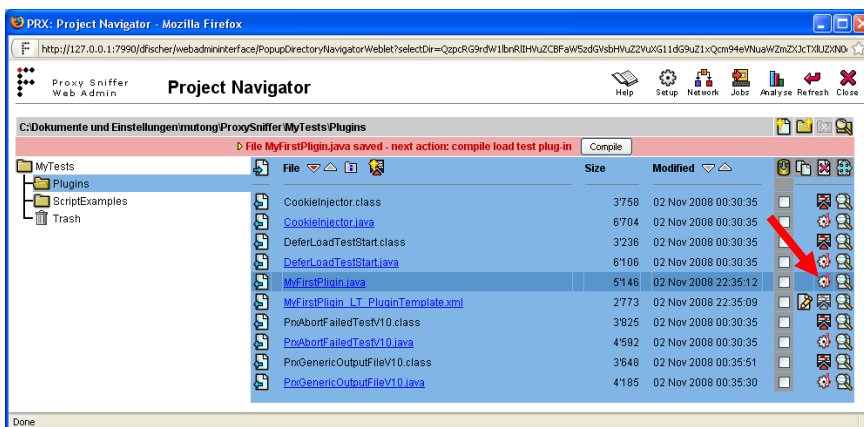 PRX: Project Navigator - Mozilla Firefox
Proxy Sniffer
Web Admin
Project Navigator
Help Setup Network Jobs Analyse Refresh Close
C:\Dokumente und Einstellungen\mutong\ProxySniffer\MyTests\Plugins
File MyFirstPligin.java saved - next action: compile load test plug-in Compile
MyTests
Plugins
ScriptExamples
Trash
File Size Modified
CookieInjector.class 3'758 02 Nov 2008 00:30:35
CookieInjector.java 6'704 02 Nov 2008 00:30:35
DeferLoadTestStart.class 3'236 02 Nov 2008 00:30:35
DeferLoadTestStart.java 6'106 02 Nov 2008 00:30:35
MyFirstPligin.java 5'146 02 Nov 2008 22:35:12
MyFirstPligin_LT_PluginTemplate.xml 2'773 02 Nov 2008 22:35:09
PrxAbortFailedTestV10.class 3'825 02 Nov 2008 00:30:35
PrxAbortFailedTestV10.java 4'592 02 Nov 2008 00:30:35
PrxGenericOutputFileV10.class 3'648 02 Nov 2008 00:35:51
PrxGenericOutputFileV10.java 4'185 02 Nov 2008 00:35:30
Done